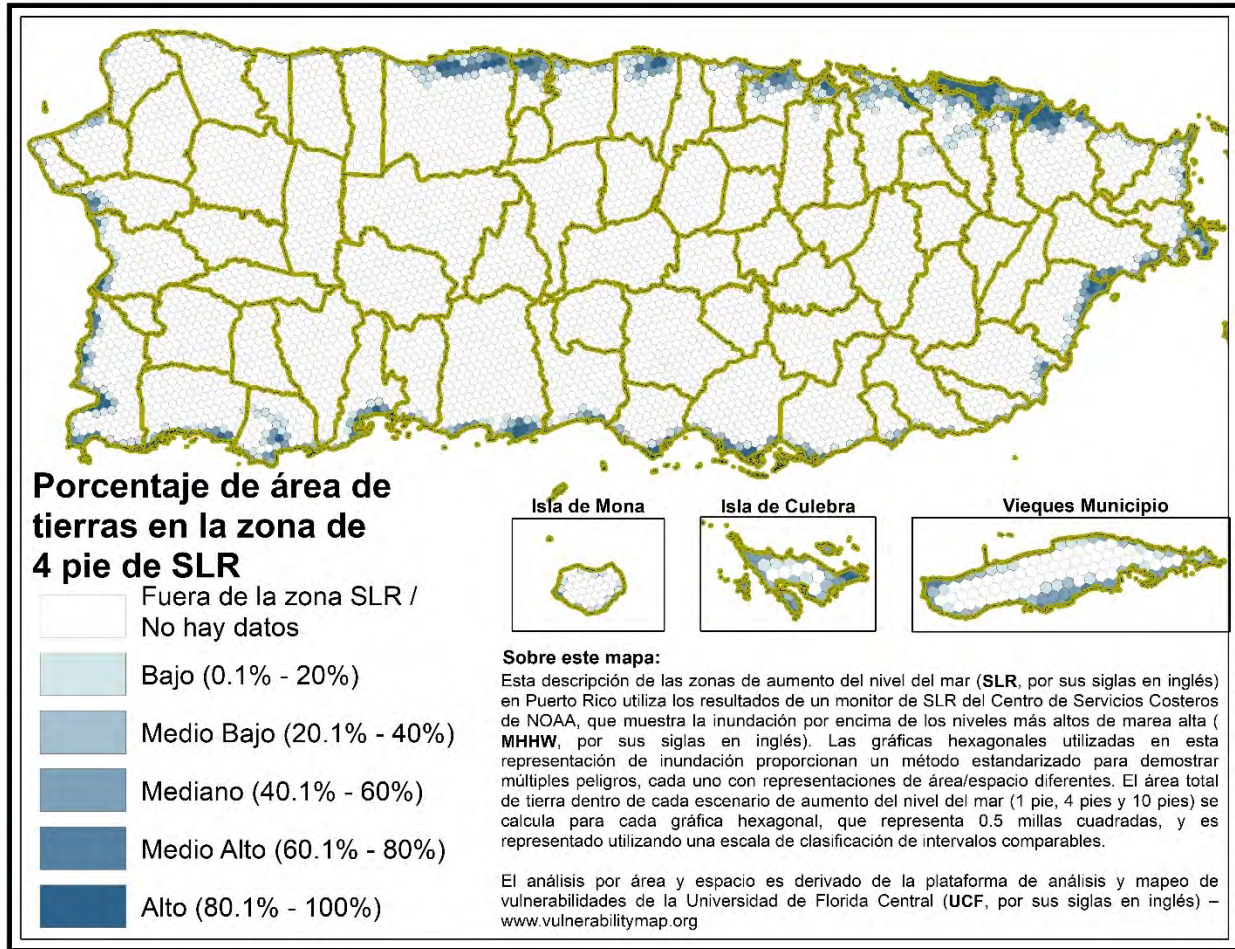 Porcentaje de área de
tierras en la zona de
4 pie de SLR
Fuera de la zona SLR /
No hay datos
Bajo (0.1% - 20%)
Medio Bajo (20.1% - 40%)
Mediano (40.1% - 60%)
Medio Alto (60.1% - 80%)
Alto (80.1% - 100%)
Isla de Mona
Isla de Culebra
Vieques Municipio
Sobre este mapa:
Esta descripción de las zonas de aumento del nivel del mar (SLR, por sus siglas en inglés)
en Puerto Rico utiliza los resultados de un monitor de SLR del Centro de Servicios Costeros
de NOAA, que muestra la inundación por encima de los niveles más altos de marea alta (
MHHW, por sus siglas en inglés). Las gráficas hexagonales utilizadas en esta
representación de inundación proporcionan un método estandarizado para demostrar
múltiples peligros, cada uno con representaciones de área/espacio diferentes. El área total
de tierra dentro de cada escenario de aumento del nivel del mar (1 pie, 4 pies y 10 pies) se
calcula para cada gráfica hexagonal, que representa 0.5 millas cuadradas, y es
representado utilizando una escala de clasificación de intervalos comparables.
El análisis por área y espacio es derivado de la plataforma de análisis y mapeo de
vulnerabilidades de la Universidad de Florida Central (UCF, por sus siglas en inglés) –
www.vulnerabilitymap.org